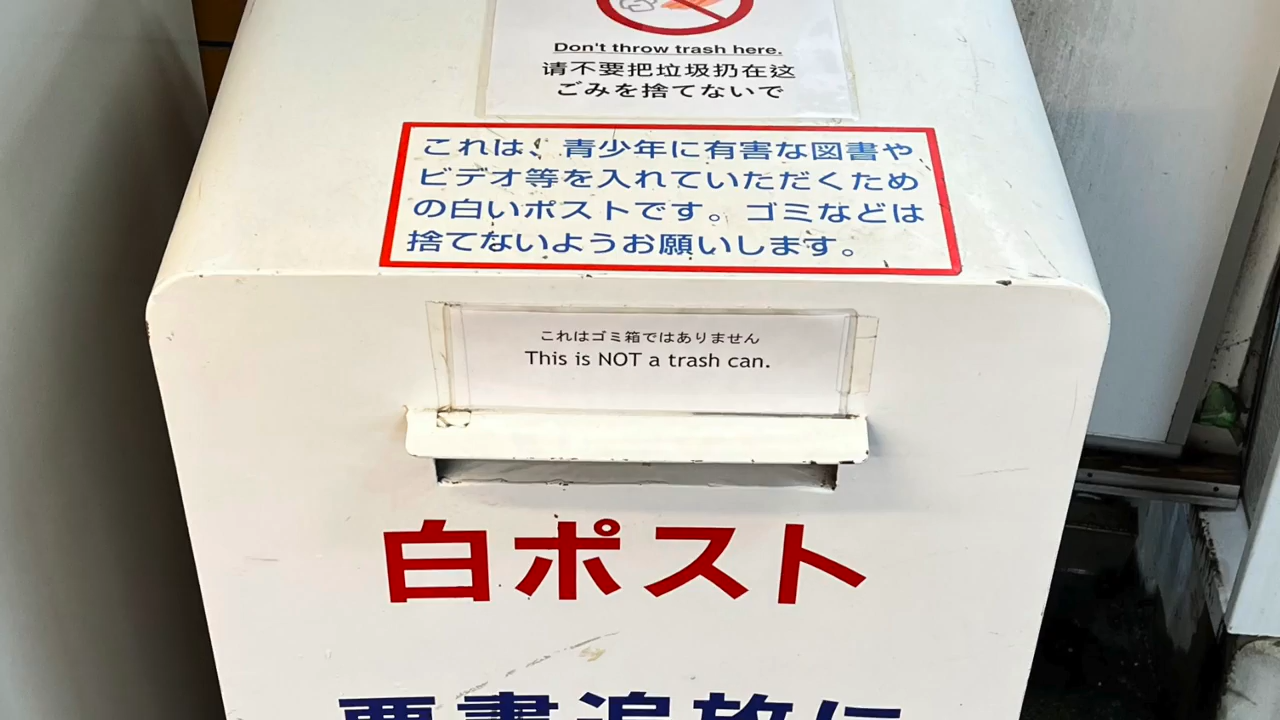 Don't throw trash here.
请不要把垃圾扔在这
ごみを捨てないで
これは、青少年に有害な図書や
ビデオ等を入れていただくため
の白いポストです。ゴミなどは
捨てないようお願いします。
これはゴミ箱ではありません
This is NOT a trash can.
白ポスト
悪書追放に